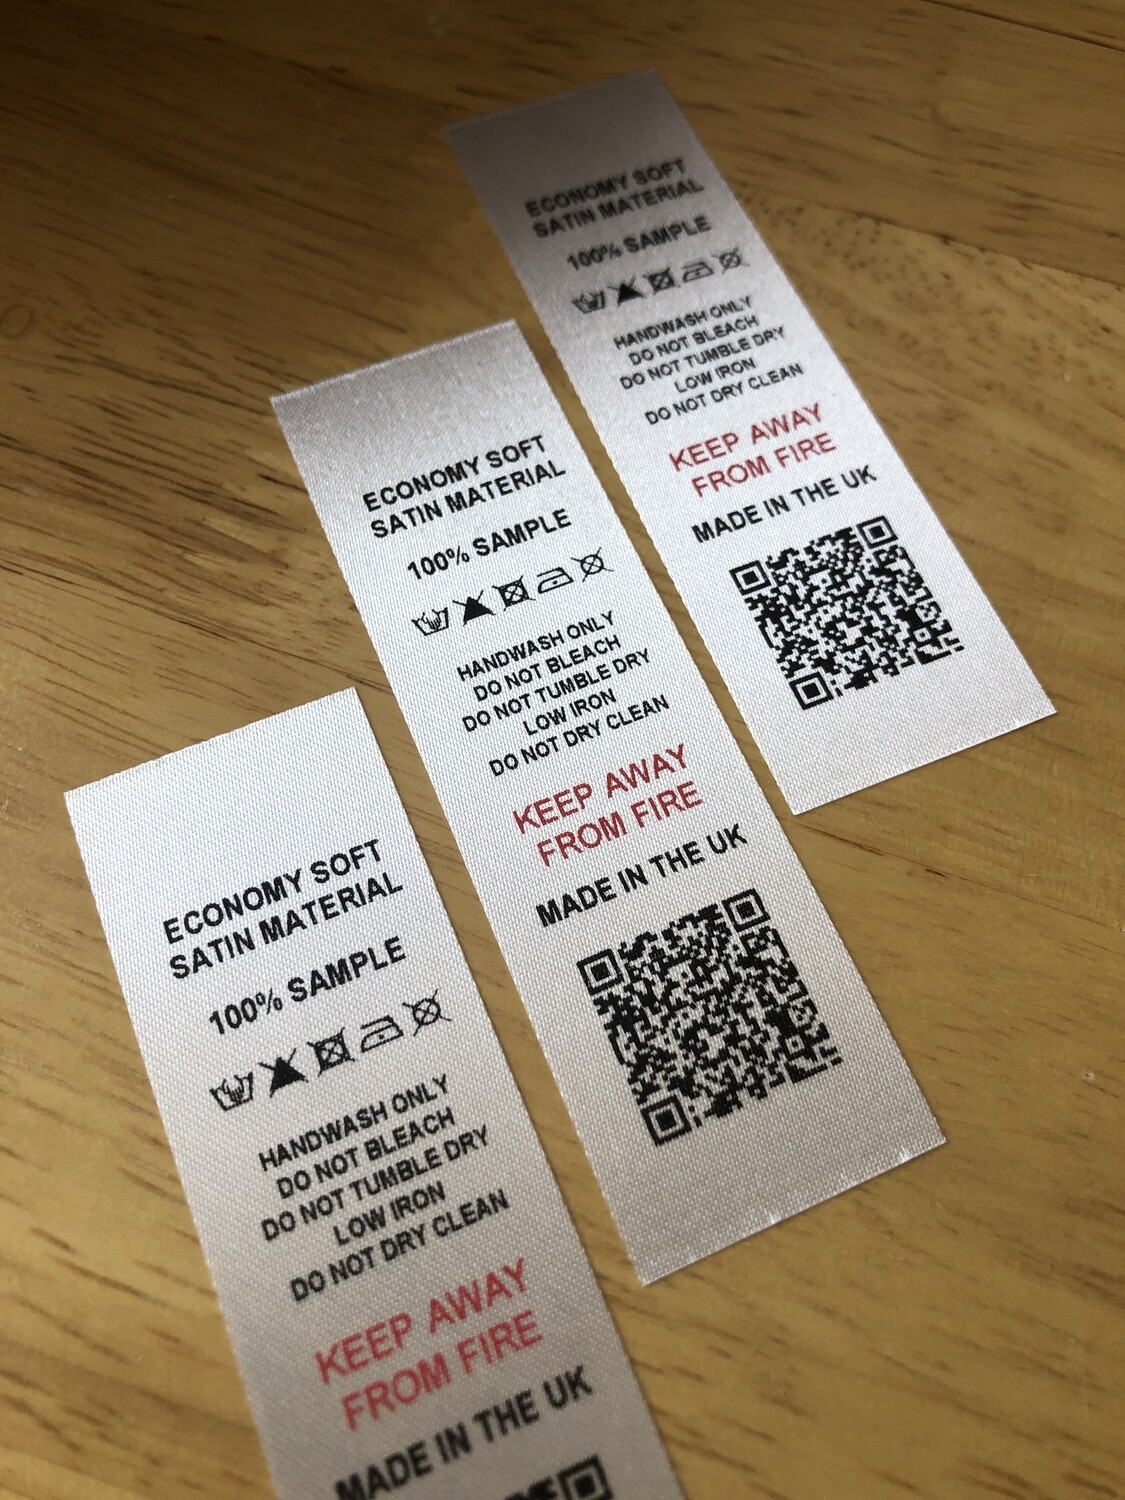 ECONOMY SOFT
SATIN MATERIAL
100% SAMPLE
HANDWASH ONLY
DO NOT BLEACH
DO NOT TUMBLE DRY
LOW IRON
DO NOT DRY CLEAN
KEEP AWAY
FROM FIRE
MADE IN THE UK
ECONOMY SOFT
SATIN MATERIAL
100% SAMPLE
HANDWASH ONLY
DO NOT BLEACH
DO NOT TUMBLE DRY
LOW IRON
DO NOT DRY CLEAN
KEEP AWAY
FROM FIRE
MADE IN THE UK
ECONOMY SOFT
SATIN MATERIAL
100% SAMPLE
HANDWASH ONLY
DO NOT BLEACH
DO NOT TUMBLE DRY
LOW IRON
DO NOT DRY CLEAN
KEEP AWAY
FROM FIRE
MADE IN THE UK